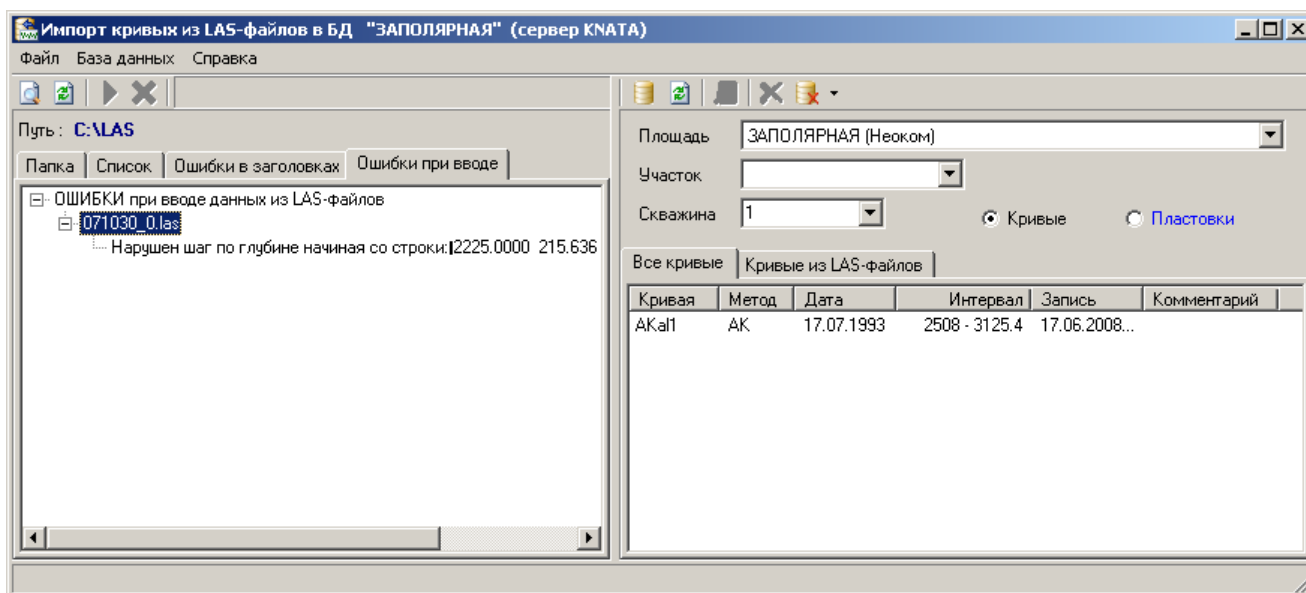 Импорт кривых из LAS-файлов в БД "ЗАПОЛЯРНАЯ" (сервер KNATA)
Файл База данных Справка
Путь: C:\LAS
Папка Список Ошибки в заголовках Ошибки при вводе
ОШИБКИ при вводе данных из LAS-файлов
071030_0.las
Нарушен шаг по глубине начиная со строки: 2225.0000 215.636
Площадь ЗАПОЛЯРНАЯ (Неоком)
Участок
Скважина 1 Кривые Пластовки
Все кривые Кривые из LAS-файлов
Кривая Метод Дата Интервал Запись Комментарий
AKal1 АК 17.07.1993 2508 - 3125.4 17.06.2008...